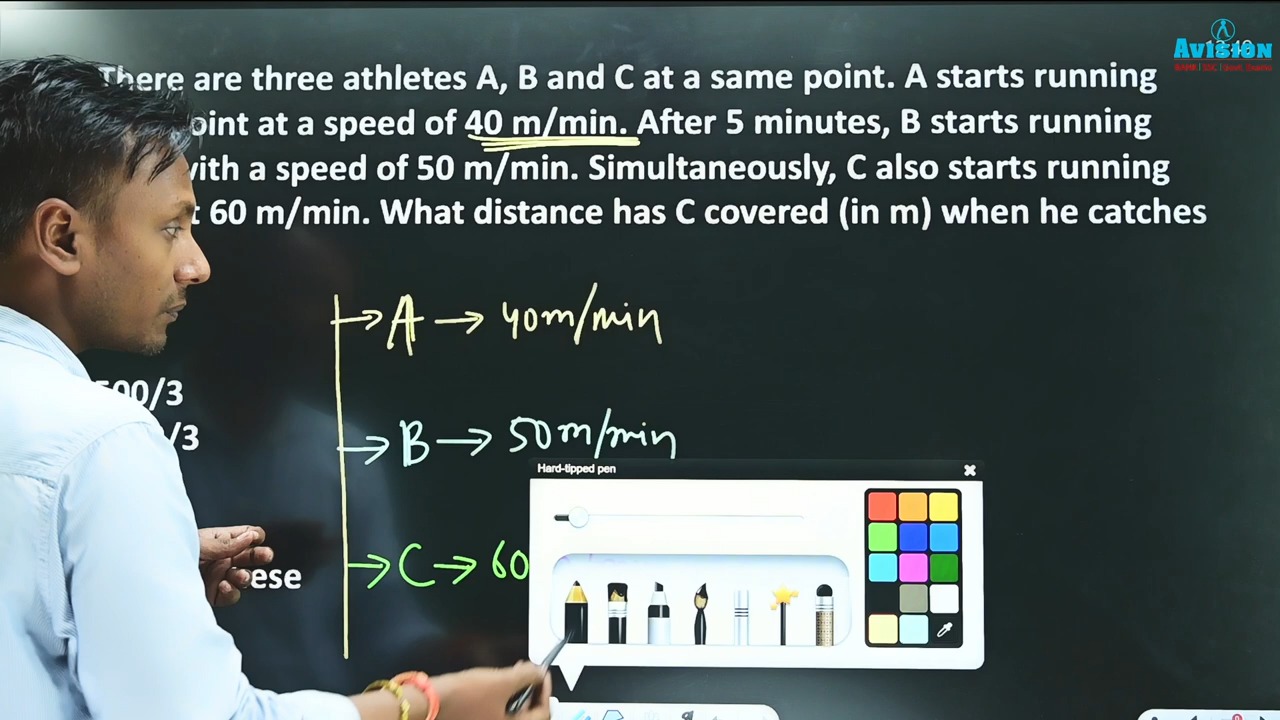 Avision
There are three athletes A, B and C at a same point. A starts running
oint at a speed of 40 m/min. After 5 minutes, B starts running
with a speed of 50 m/min. Simultaneously, C also starts running
t 60 m/min. What distance has C covered (in m) when he catches
A → 40m/min
500/3
/3
B → 50m/min
Hard-tipped pen
C → 60
ese